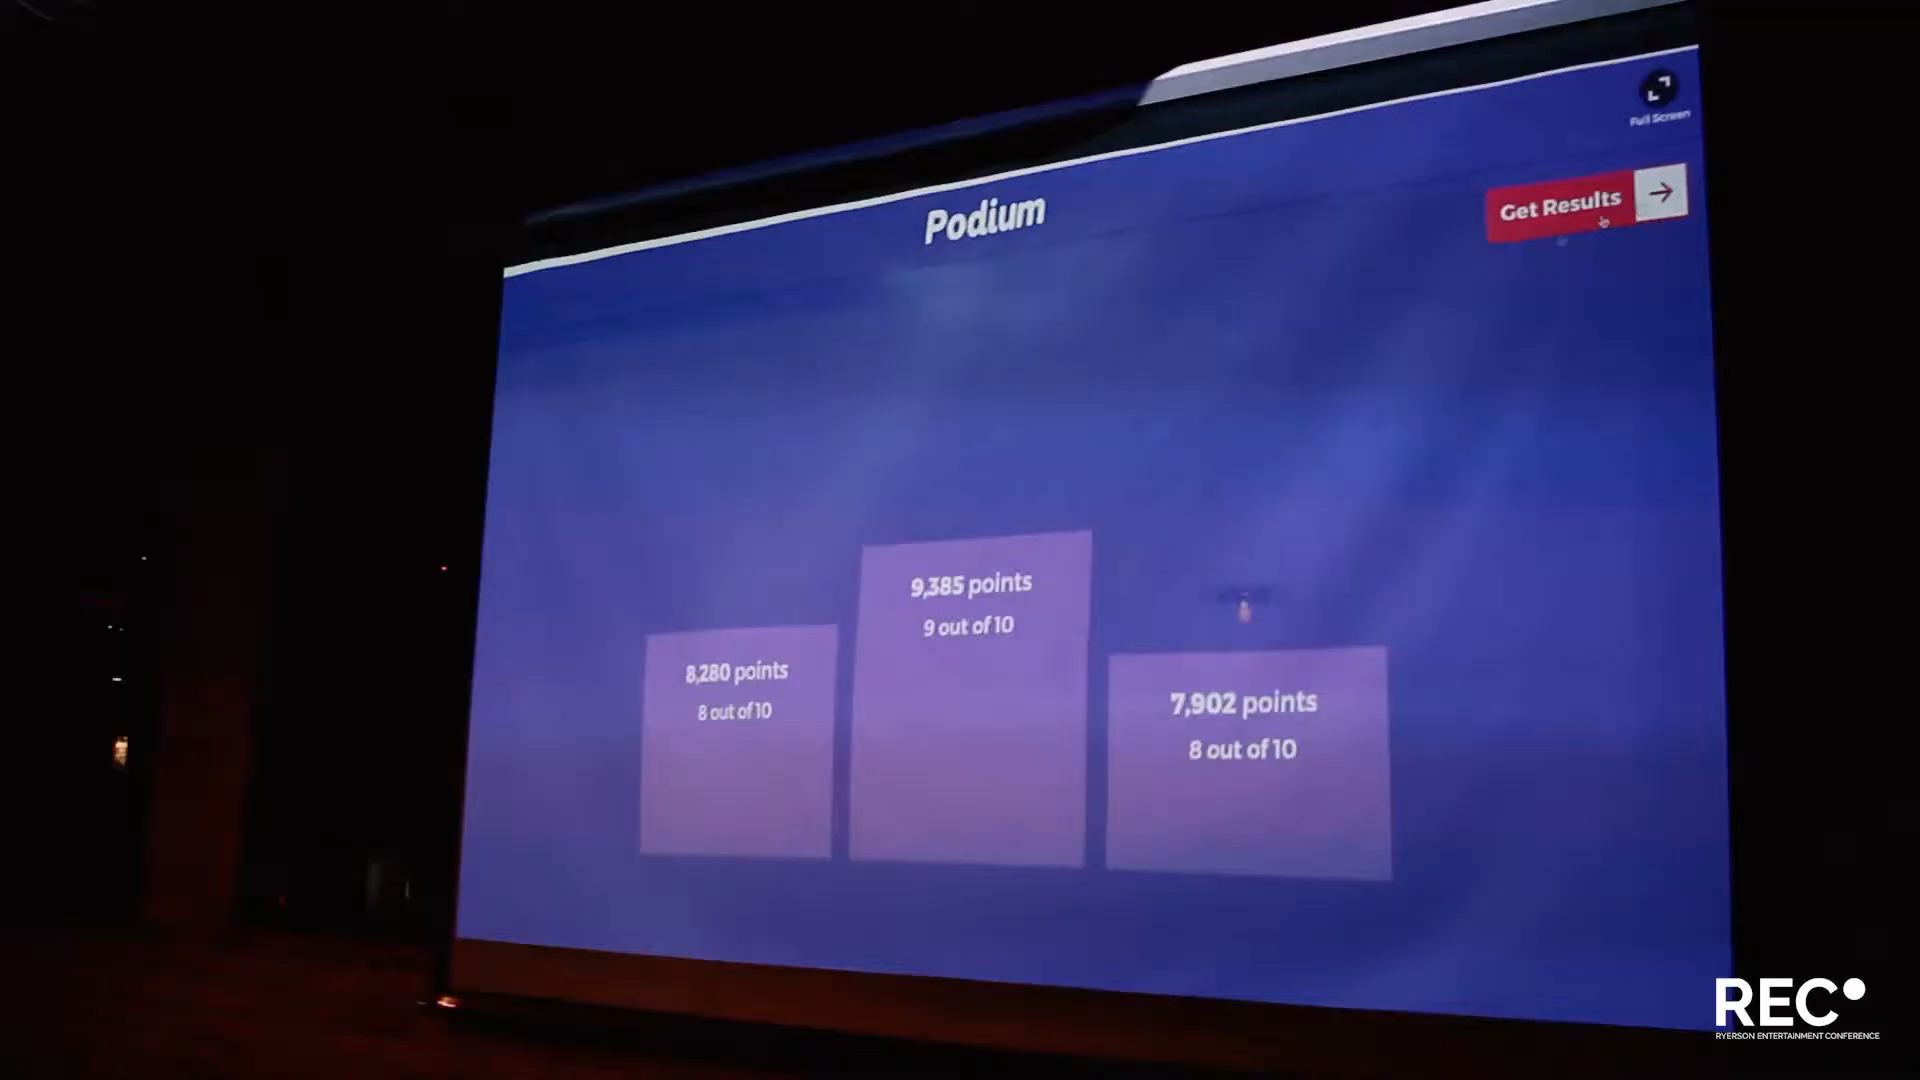 Full Screen
Podium
Get Results
9,385 points
9 out of 10
8,280 points
8 out of 10
7,902 points
8 out of 10
REC
RYERSON ENTERTAINMENT CONFERENCE